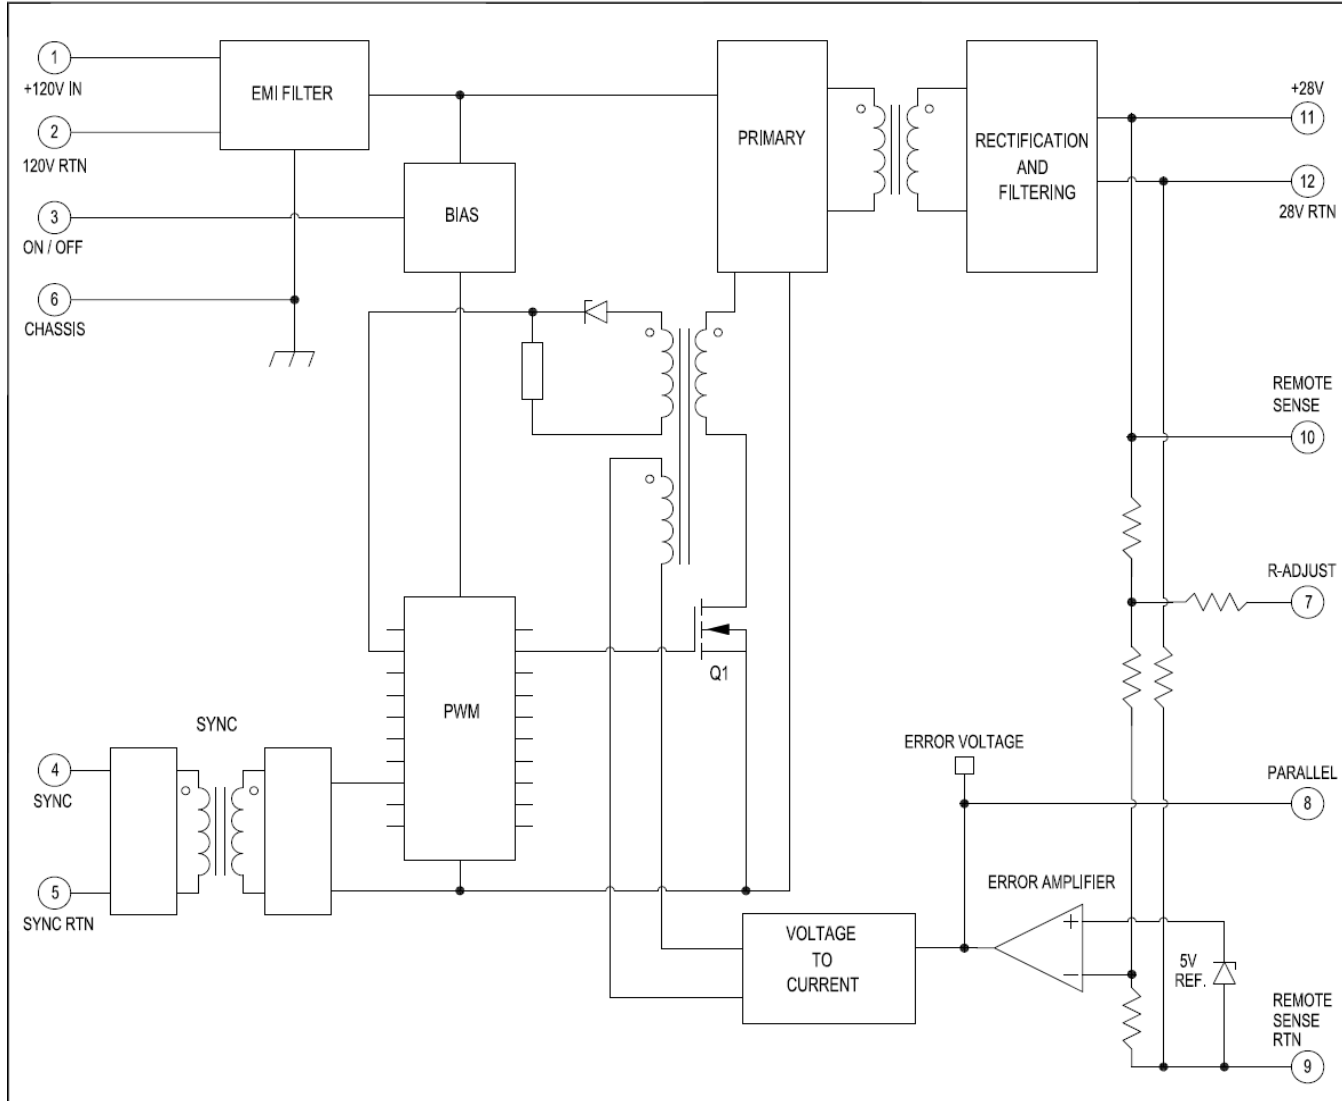 1
+120V IN
2
120V RTN
3
ON / OFF
6
CHASSIS
EMI FILTER
BIAS
PRIMARY
RECTIFICATION
AND
FILTERING
+28V
11
12
28V RTN
REMOTE
SENSE
10
R-ADJUST
7
Q1
PWM
SYNC
4
SYNC
5
SYNC RTN
ERROR VOLTAGE
PARALLEL
8
ERROR AMPLIFIER
+
−
VOLTAGE
TO
CURRENT
5V
REF.
REMOTE
SENSE
RTN
9